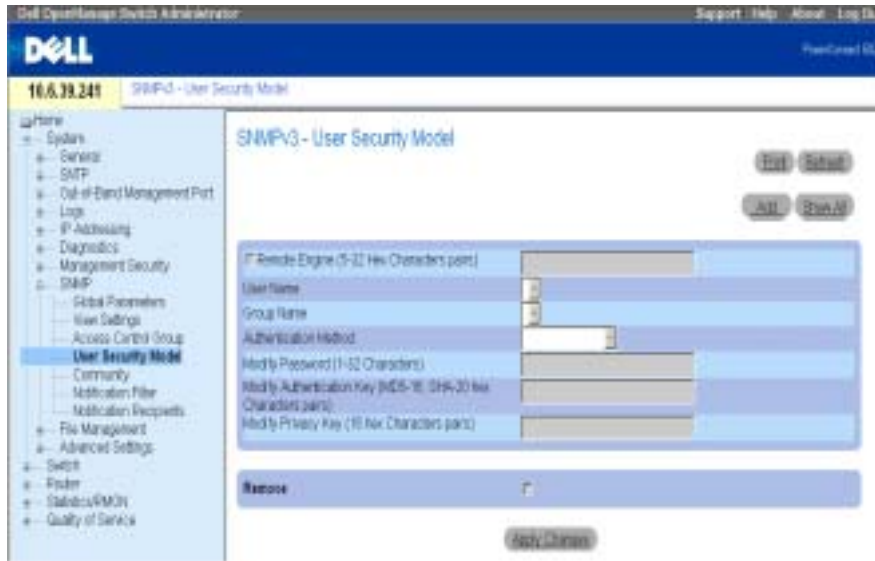 Dell OpenManage Switch Administrator
Support Help About Log
DELL
10.6.39.241
SNMPv3 - User Security Model
Home
System
General
SNTP
Out-of-Band Management Port
Logs
IP Addressing
Diagnostics
Management Security
SNMP
Global Parameters
View Settings
Access Control Group
User Security Model
Community
Notification Filter
Notification Recipients
File Management
Advanced Settings
Switch
Router
Statistics/RMON
Quality of Service
SNMPv3 - User Security Model
Print Refresh
Add Show All
Remote Engine (5-32 Hex Characters pairs)
User Name
Group Name
Authentication Method
Modify Password (1-32 Characters)
Modify Authentication Key (MD5-16, SHA-20 hex Characters pairs)
Modify Privacy Key (16 hex Characters pairs)
Remove
Apply Changes